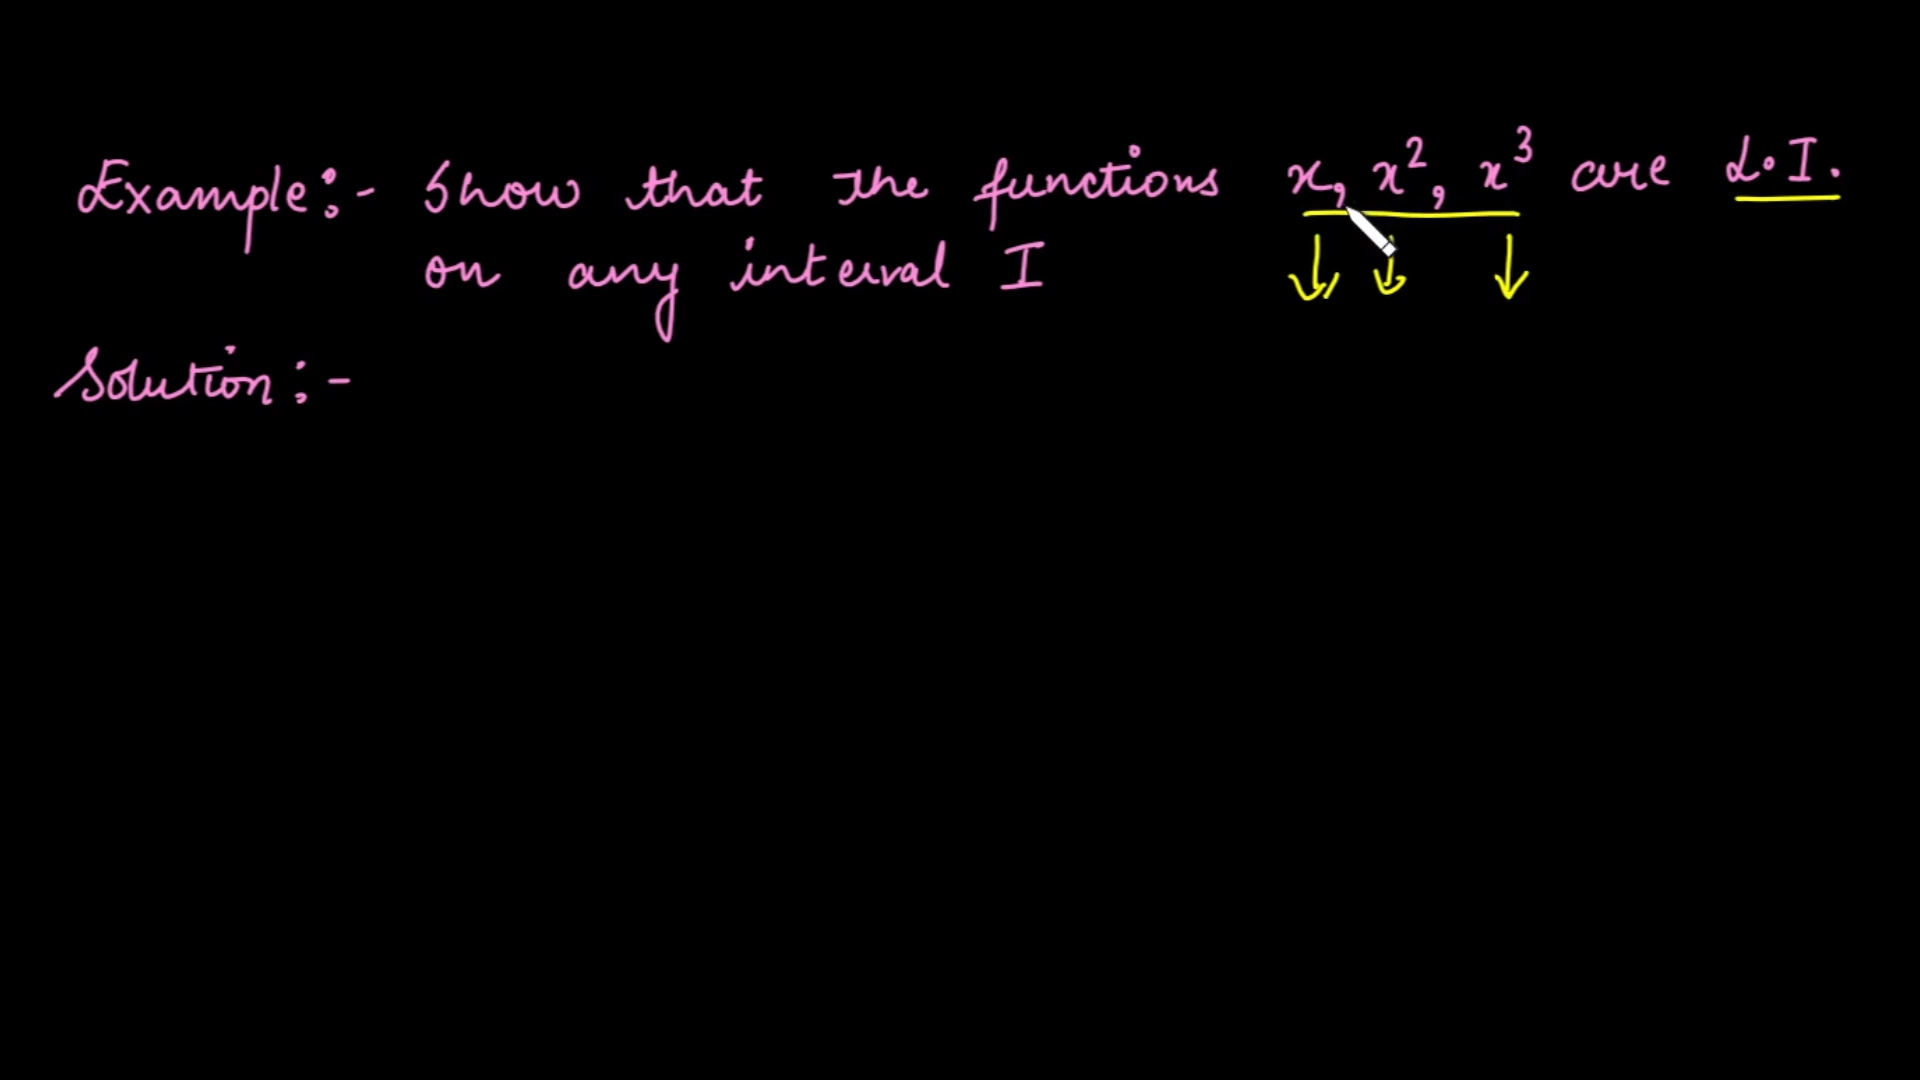 Example:- Show that the functions x, x², x³ are L.I.
on any interval I
Solution:-